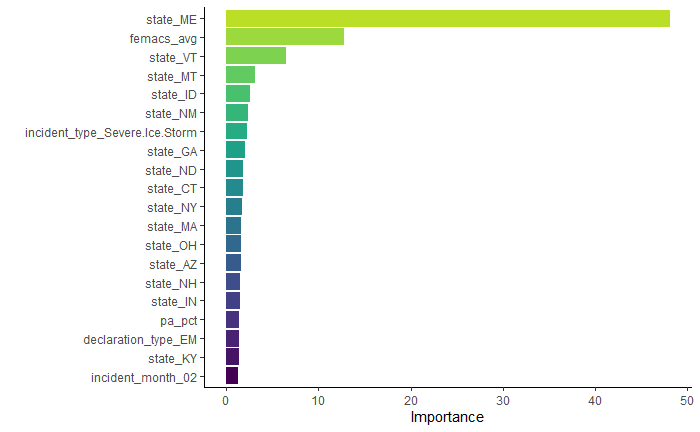 state_ME
femacs_avg
state_VT
state_MT
state_ID
state_NM
incident_type_Severe.Ice.Storm
state_GA
state_ND
state_CT
state_NY
state_MA
state_OH
state_AZ
state_NH
state_IN
pa_pct
declaration_type_EM
state_KY
incident_month_02
0 10 20 30 40 50
Importance